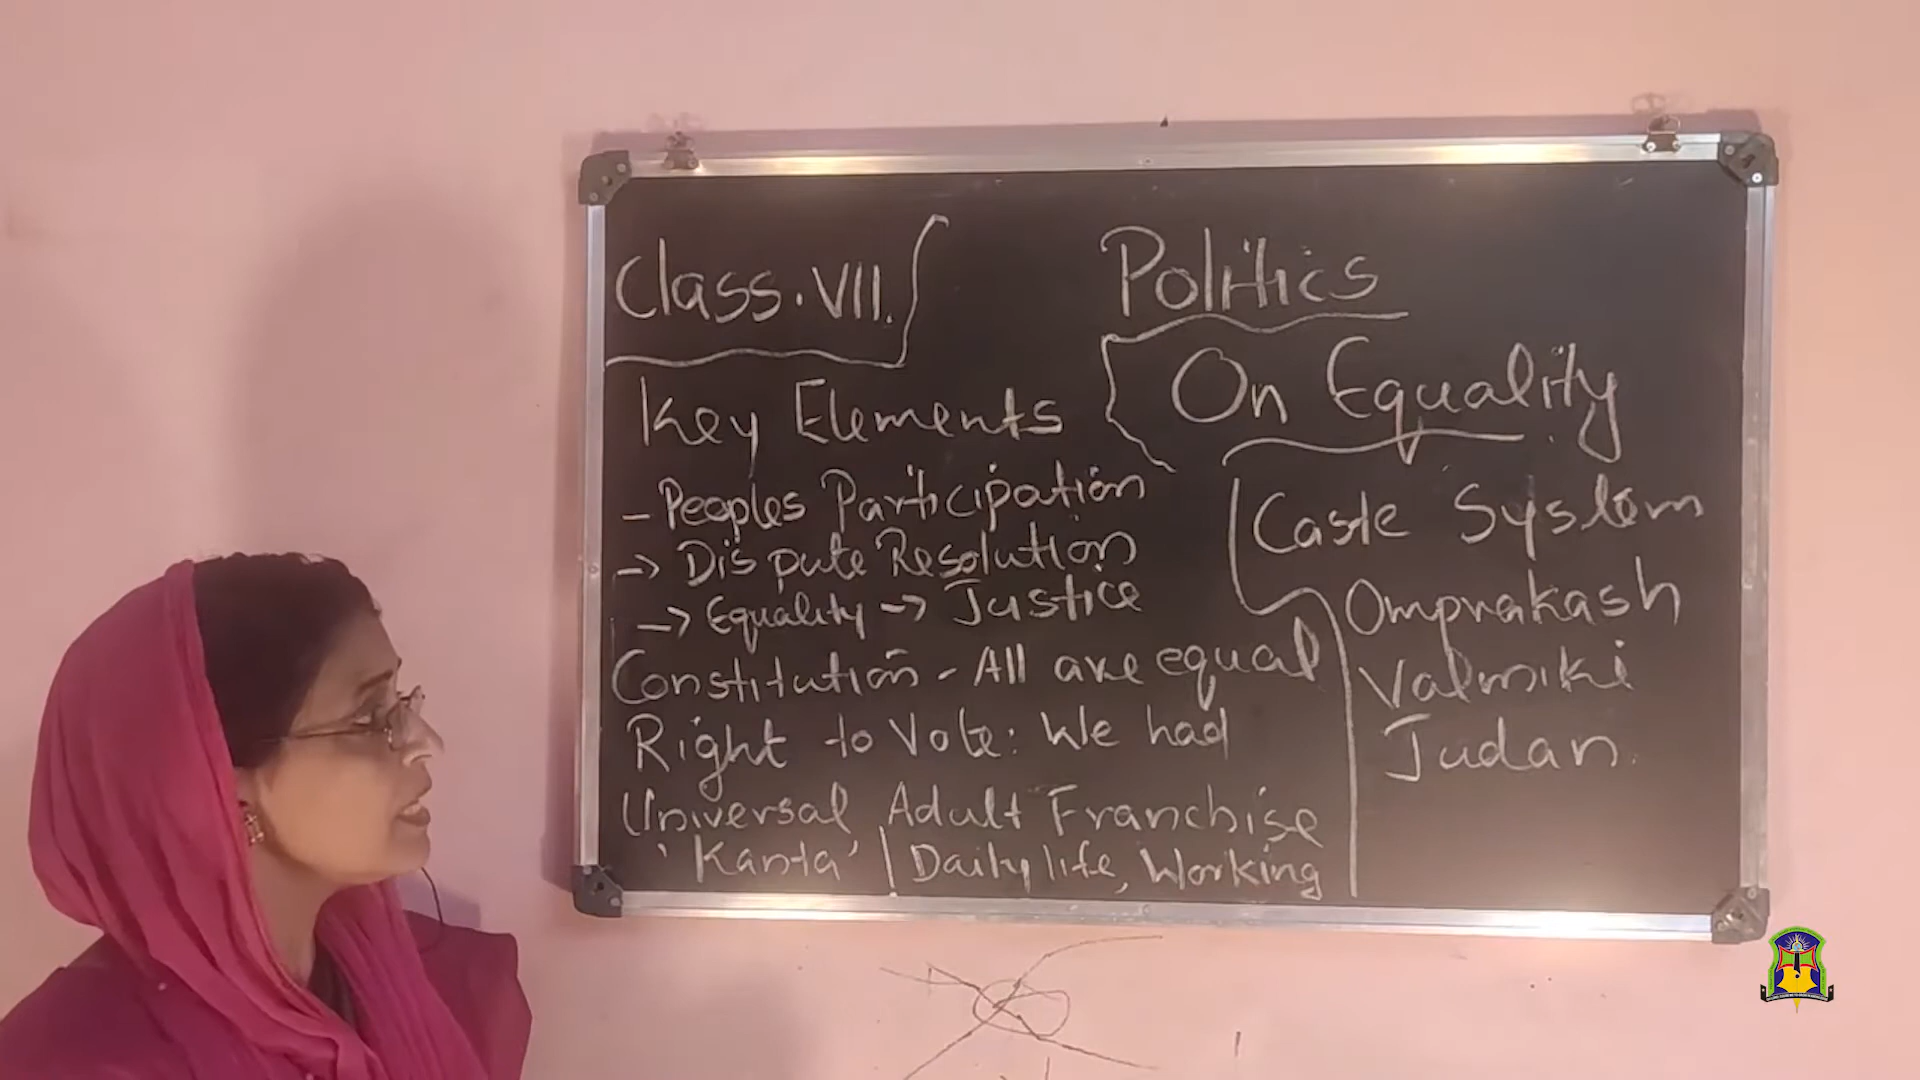 Class.VII.
Politics
On Equality
Key Elements
- Peoples Participation
-> Dispute Resolution
-> Equality -> Justice
Constitution - All are equal
Right to Vote: We had
Universal Adult Franchise
'Kanta' | Daily life, Working
Caste System
Omprakash
Valmiki
Judan.